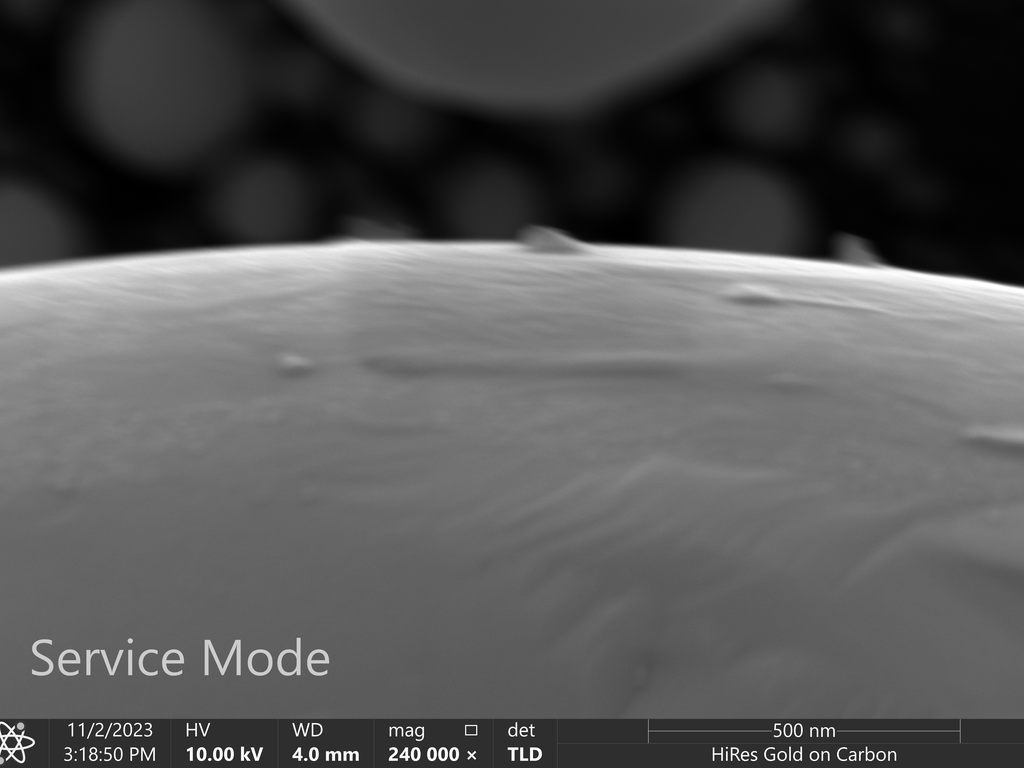 Service Mode
11/2/2023 HV WD mag det 500 nm
3:18:50 PM 10.00 kV 4.0 mm 240 000 × TLD HiRes Gold on Carbon